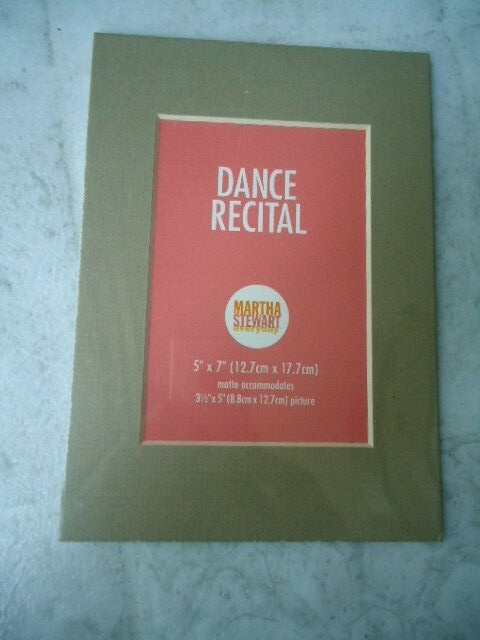 DANCE
RECITAL
MARTHA
STEWART
everyday
5" x 7" (12.7cm x 17.7cm)
matte accommodates
3½" x 5" (8.8cm x 12.7cm) picture